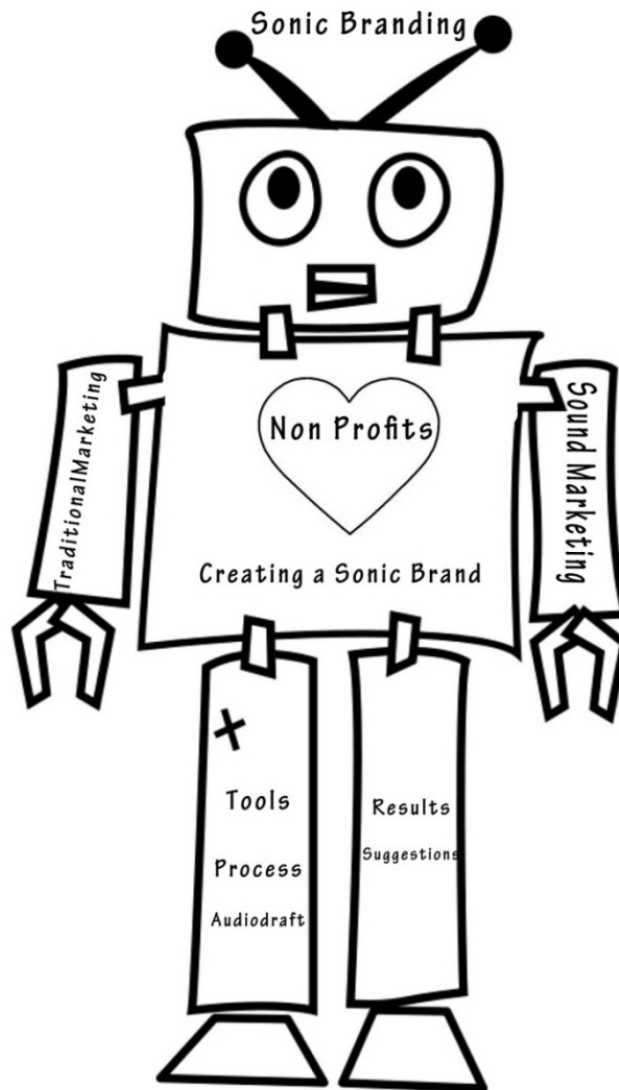 Sonic Branding
Non Profits
Creating a Sonic Brand
TraditionalMarketing
Sound Marketing
Tools
Process
Audiodraft
Results
Suggestions